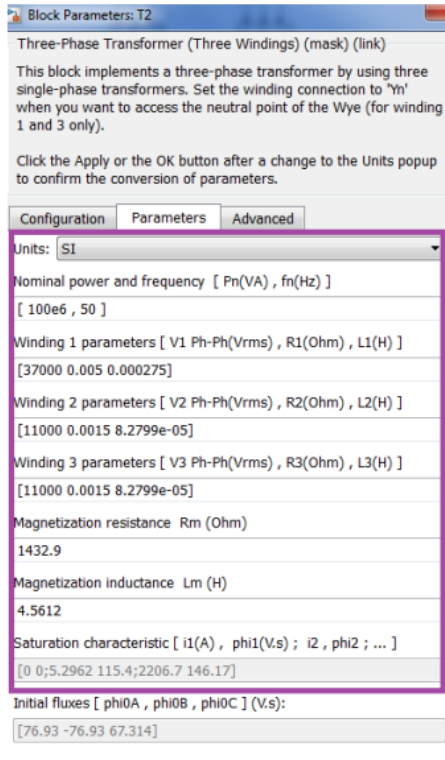 Block Parameters: T2
Three-Phase Transformer (Three Windings) (mask) (link)
This block implements a three-phase transformer by using three
single-phase transformers. Set the winding connection to 'Yn'
when you want to access the neutral point of the Wye (for winding
1 and 3 only).
Click the Apply or the OK button after a change to the Units popup
to confirm the conversion of parameters.
Configuration Parameters Advanced
Units: SI
Nominal power and frequency [ Pn(VA) , fn(Hz) ]
[ 100e6 , 50 ]
Winding 1 parameters [ V1 Ph-Ph(Vrms) , R1(Ohm) , L1(H) ]
[37000 0.005 0.000275]
Winding 2 parameters [ V2 Ph-Ph(Vrms) , R2(Ohm) , L2(H) ]
[11000 0.0015 8.2799e-05]
Winding 3 parameters [ V3 Ph-Ph(Vrms) , R3(Ohm) , L3(H) ]
[11000 0.0015 8.2799e-05]
Magnetization resistance Rm (Ohm)
1432.9
Magnetization inductance Lm (H)
4.5612
Saturation characteristic [ i1(A) , phi1(V.s) ; i2 , phi2 ; ... ]
[0 0;5.2962 115.4;2206.7 146.17]
Initial fluxes [ phi0A , phi0B , phi0C ] (V.s):
[76.93 -76.93 67.314]